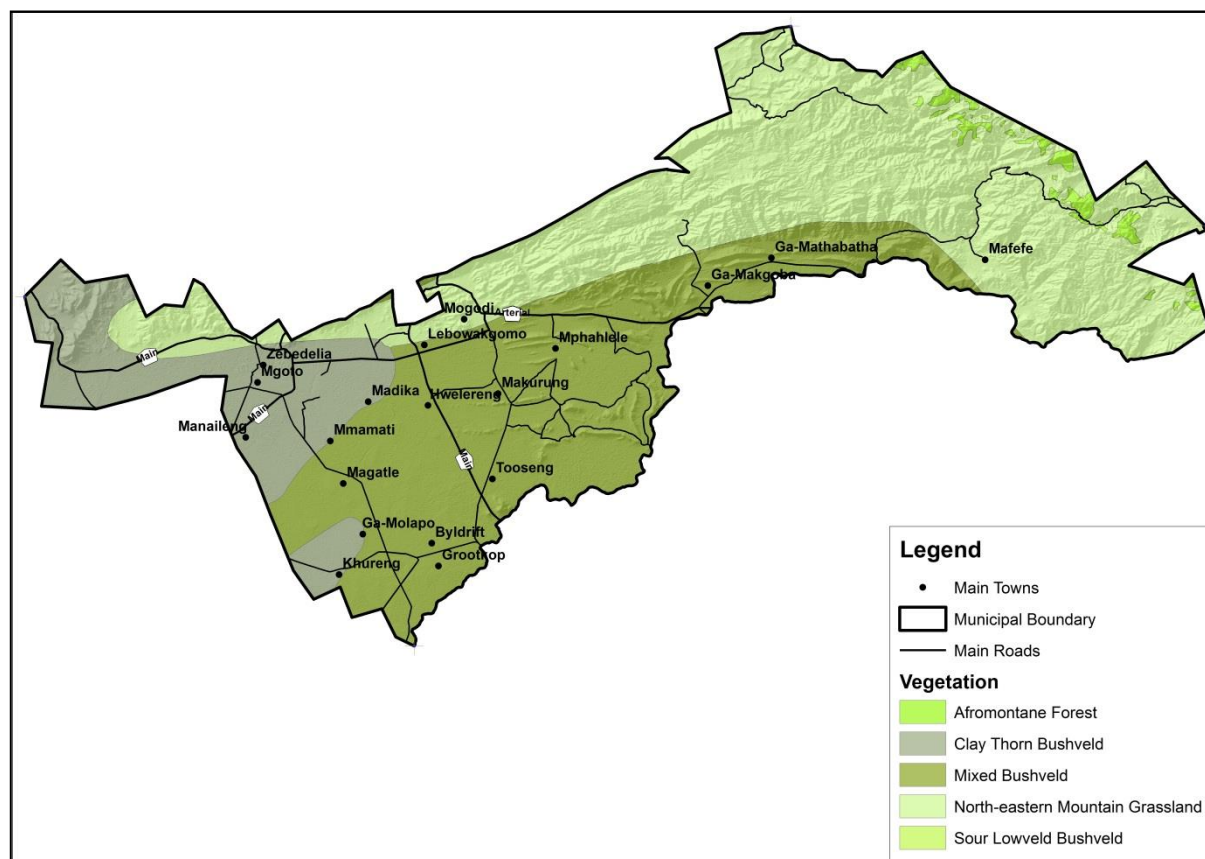 Ga-Mathabatha
Mafefe
Ga-Makgoba
Mogodi
Arterial
Lebowakgomo
Mphahlele
Main
Zebedelia
Mgoto
Madika
Hwelereng
Makurung
Main
Manaileng
Mmamati
Main
Magatle
Tooseng
Ga-Molapo
Byldrift
Khureng
Grootkop
Legend
Main Towns
Municipal Boundary
Main Roads
Vegetation
Afromontane Forest
Clay Thorn Bushveld
Mixed Bushveld
North-eastern Mountain Grassland
Sour Lowveld Bushveld